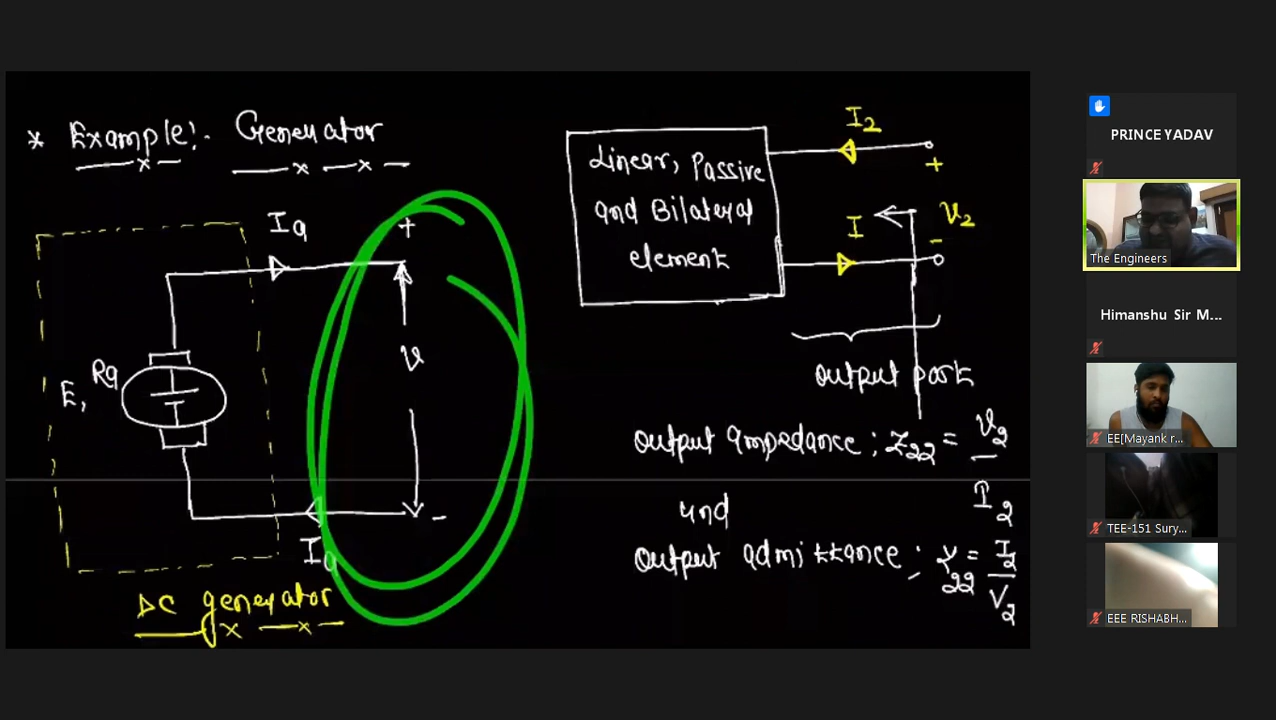 * Example:- Generator
Ia
+
E, Ra
v
-
Ia
DC generator
Linear, Passive
and Bilateral
element
I2
+
v2
I
-
output port
output impedance ; Z22 = v2
I2
and
output admittance ; Y22 = I2
V2
PRINCE YADAV
The Engineers
Himanshu Sir M...
EE[Mayank r...
TEE-151 Sury...
EEE RISABH...